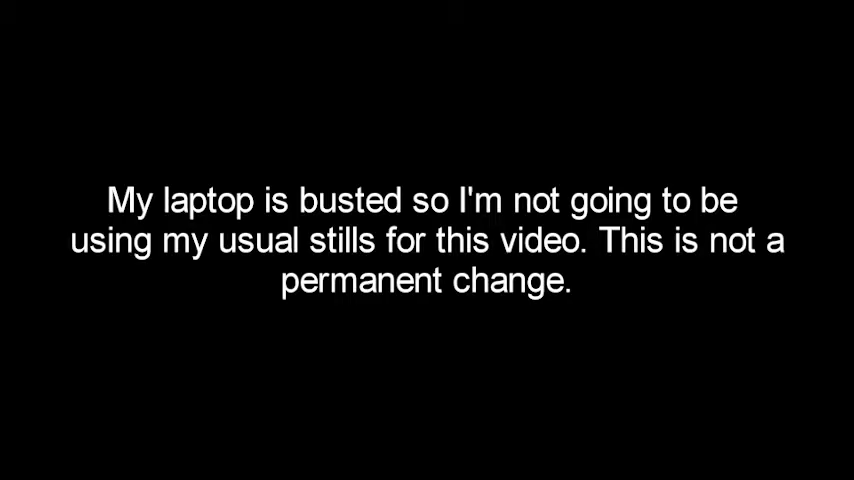 My laptop is busted so I'm not going to be
using my usual stills for this video. This is not a
permanent change.